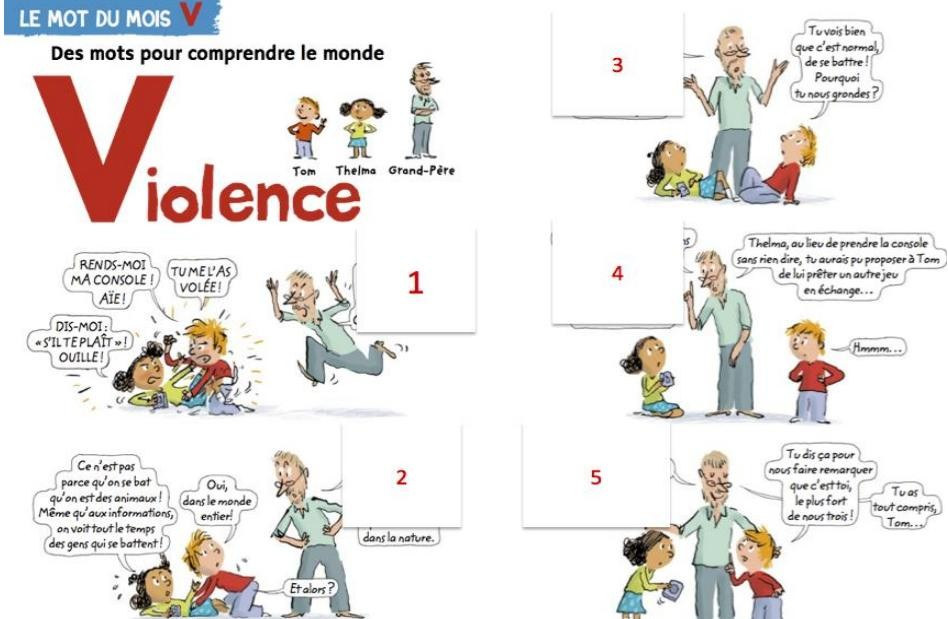 LE MOT DU MOIS V
Des mots pour comprendre le monde
Violence
Tom
Thelma
Grand-Père
RENDS-MOI
MA CONSOLE !
AÏE !
TU ME L'AS
VOLÉE !
DIS-MOI :
« S'IL TE PLAÎT » !
OUILLE !
1
Ce n'est pas
parce qu'on se bat
qu'on est des animaux !
Même qu'aux informations,
on voit tout le temps
des gens qui se battent !
Oui,
dans le monde
entier!
2
dans la nature.
Et alors ?
3
Tu vois bien
que c'est normal,
de se battre !
Pourquoi
tu nous grondes ?
4
Thelma, au lieu de prendre la console
sans rien dire, tu aurais pu proposer à Tom
de lui prêter un autre jeu
en échange...
Hmmm...
5
Tu dis ça pour
nous faire remarquer
que c'est toi,
le plus fort
de nous trois !
Tu as
tout compris,
Tom...